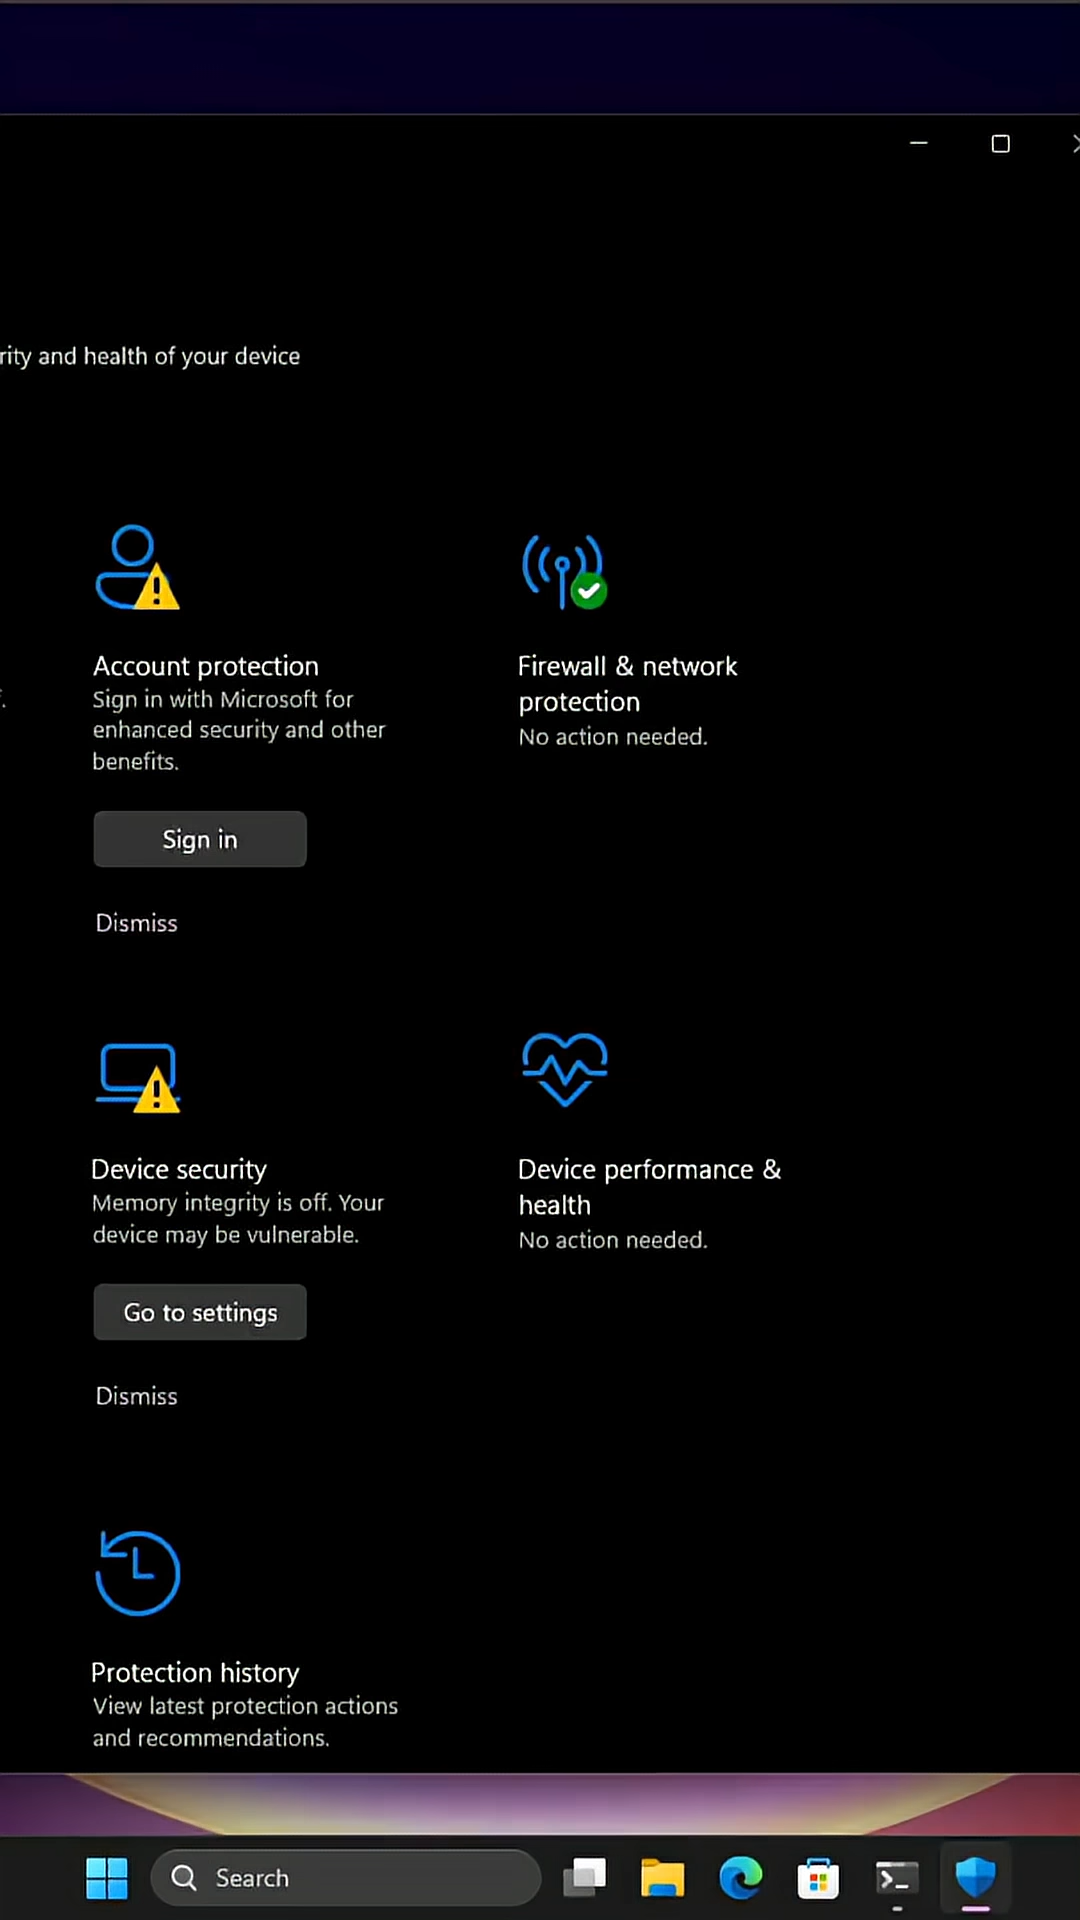 rity and health of your device
Account protection
Sign in with Microsoft for
enhanced security and other
benefits.
Sign in
Dismiss
Firewall & network
protection
No action needed.
Device security
Memory integrity is off. Your
device may be vulnerable.
Go to settings
Dismiss
Device performance &
health
No action needed.
Protection history
View latest protection actions
and recommendations.
Search